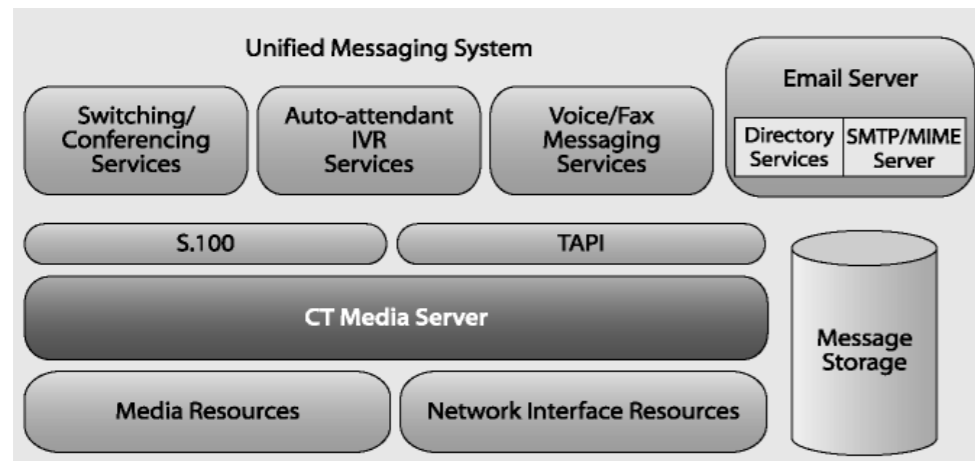 Unified Messaging System
Switching/
Conferencing
Services
Auto-attendant
IVR
Services
Voice/Fax
Messaging
Services
Email Server
Directory
Services
SMTP/MIME
Server
S.100
TAPI
CT Media Server
Message
Storage
Media Resources
Network Interface Resources